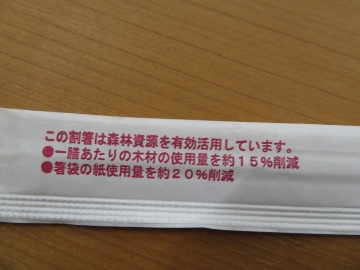 この割箸は森林資源を有効活用しています。
●一膳あたりの木材の使用量を約15%削減
●箸袋の紙使用量を約20%削減